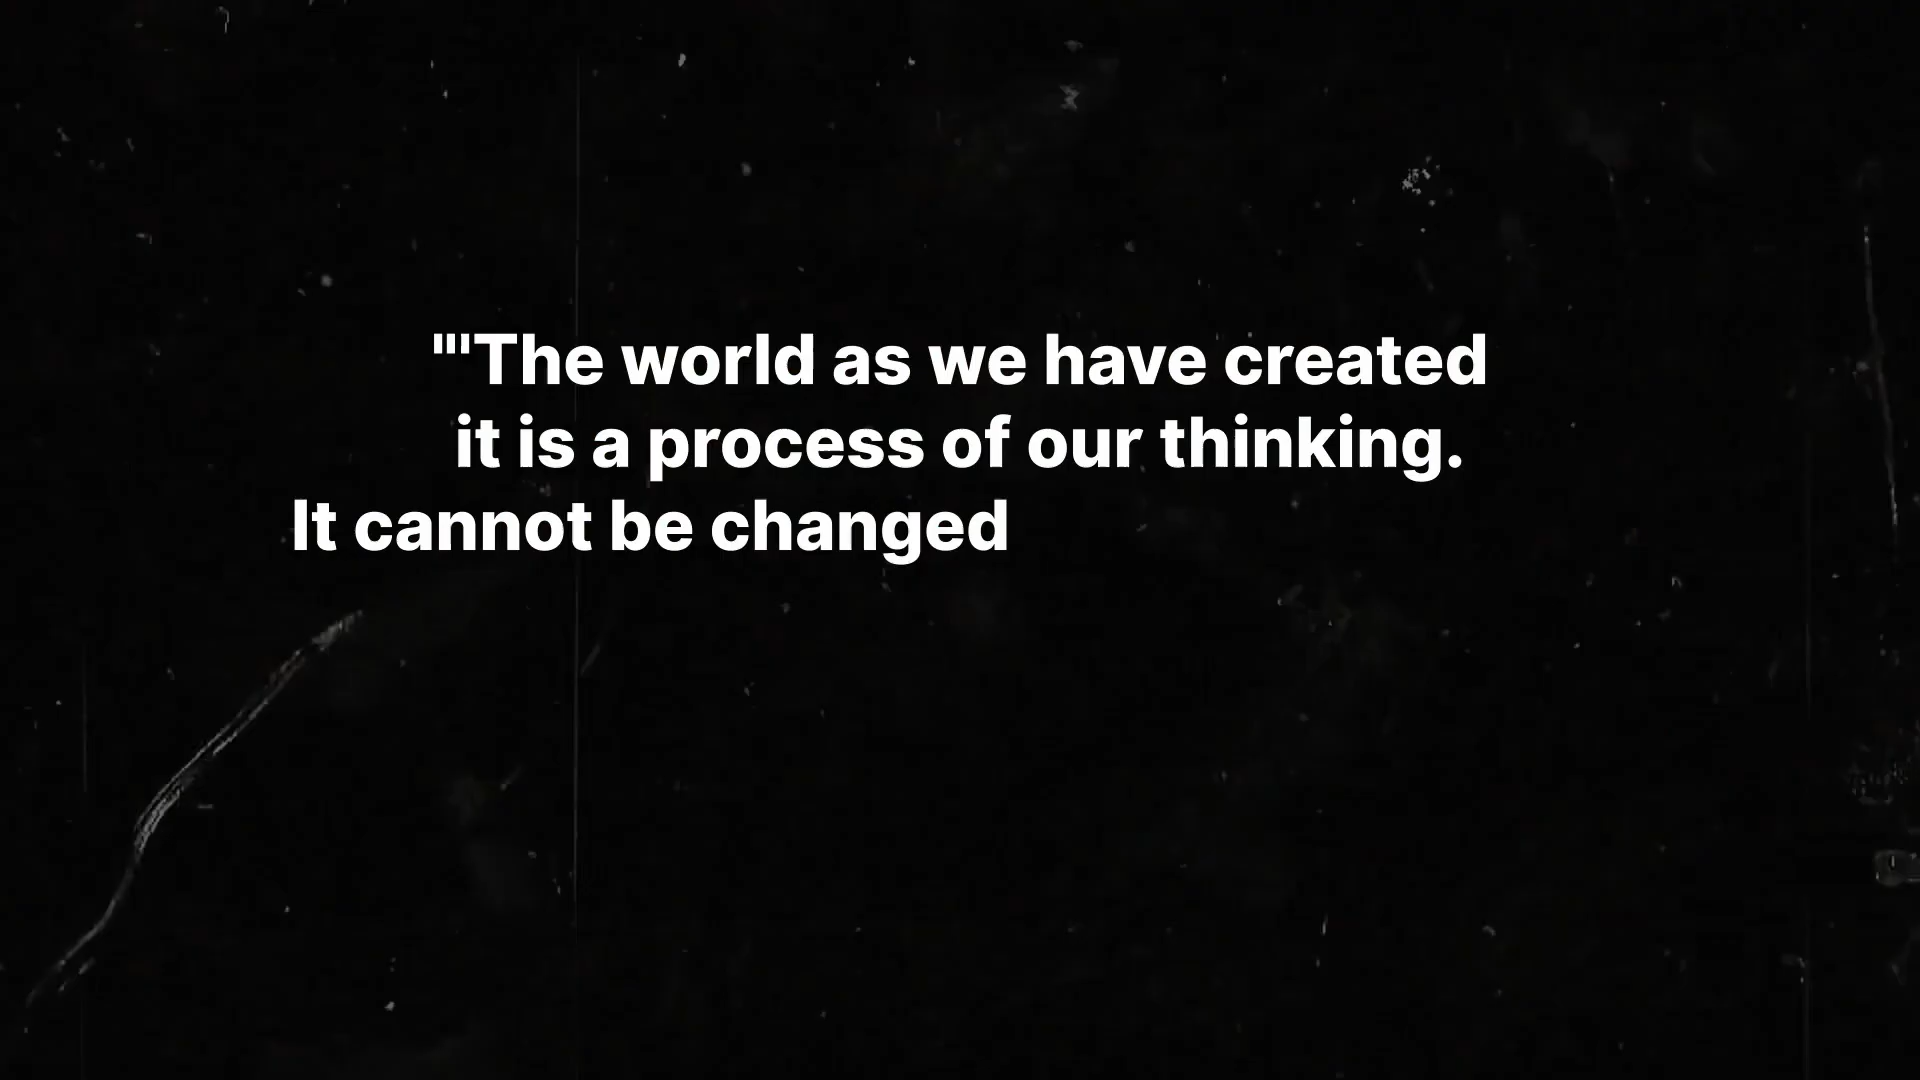 "'The world as we have created
it is a process of our thinking.
It cannot be changed